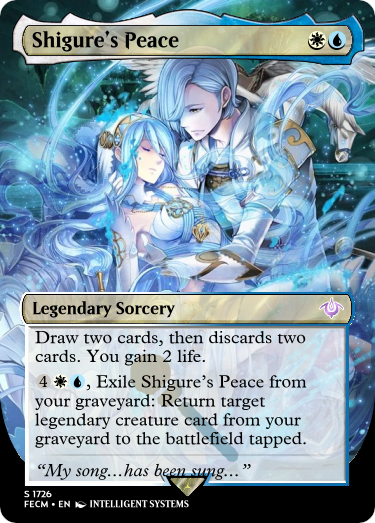 Shigure's Peace
Legendary Sorcery
Draw two cards, then discards two
cards. You gain 2 life.
4, Exile Shigure's Peace from
your graveyard: Return target
legendary creature card from your
graveyard to the battlefield tapped.
“My song…has been sung…”
S 1726
FECM • EN INTELLIGENT SYSTEMS